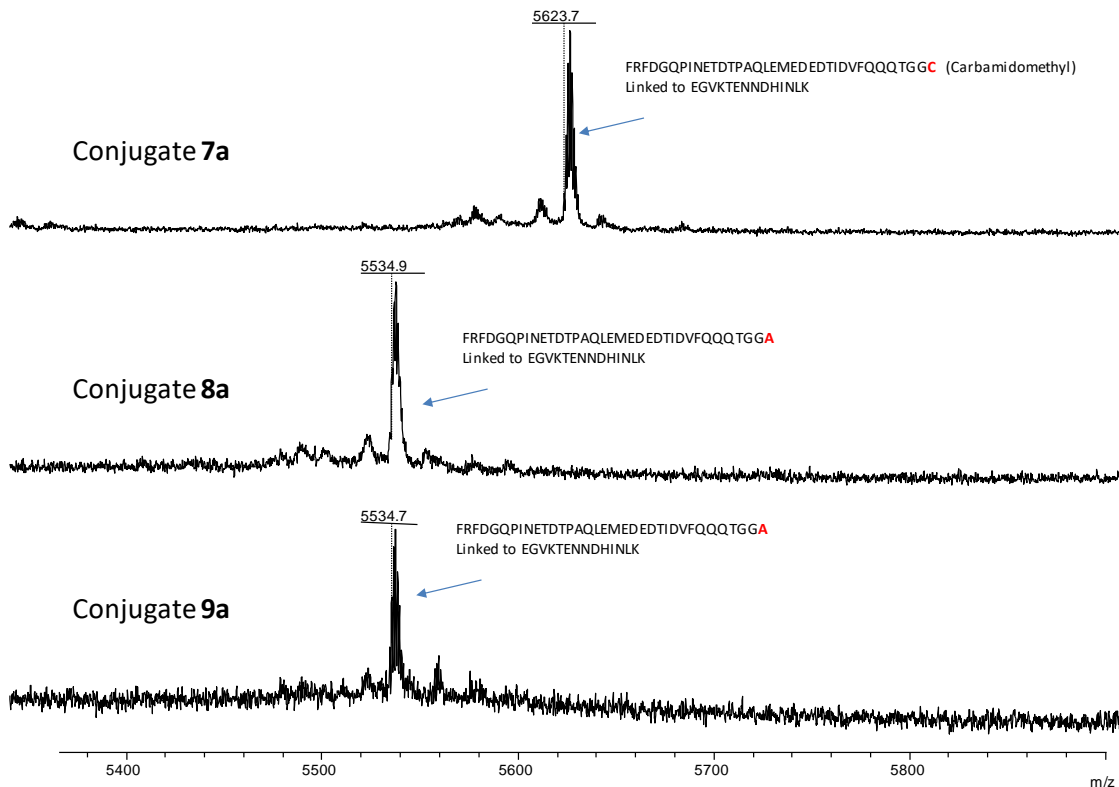 5623.7
FRFDGQPINETDTPAQLEMEDEDTIDVFQQQTGGC (Carbamidomethyl)
Linked to EGVKTENNDHINLK
Conjugate 7a
5534.9
FRFDGQPINETDTPAQLEMEDEDTIDVFQQQTGGA
Linked to EGVKTENNDHINLK
Conjugate 8a
5534.7
FRFDGQPINETDTPAQLEMEDEDTIDVFQQQTGGA
Linked to EGVKTENNDHINLK
Conjugate 9a
5400 5500 5600 5700 5800
m/z